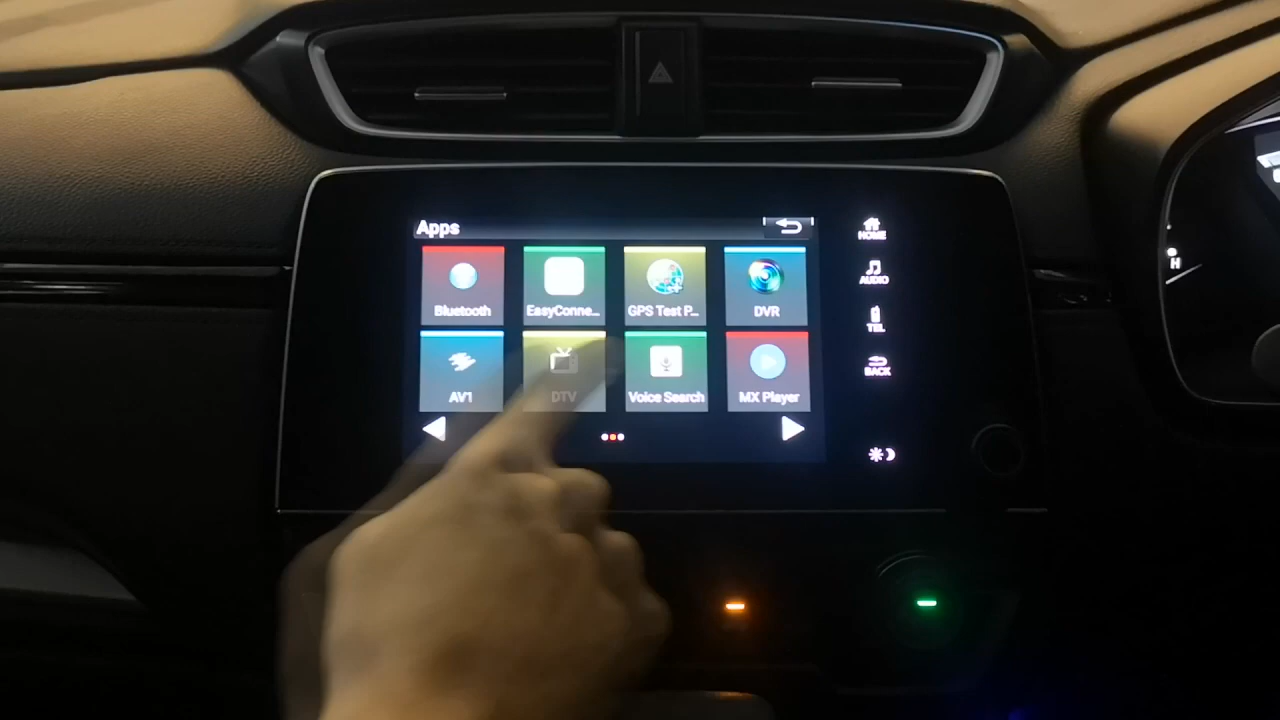 Apps
HOME
Bluetooth
EasyConne...
GPS Test P...
DVR
AUDIO
TEL
AV1
DTV
Voice Search
MX Player
BACK
H